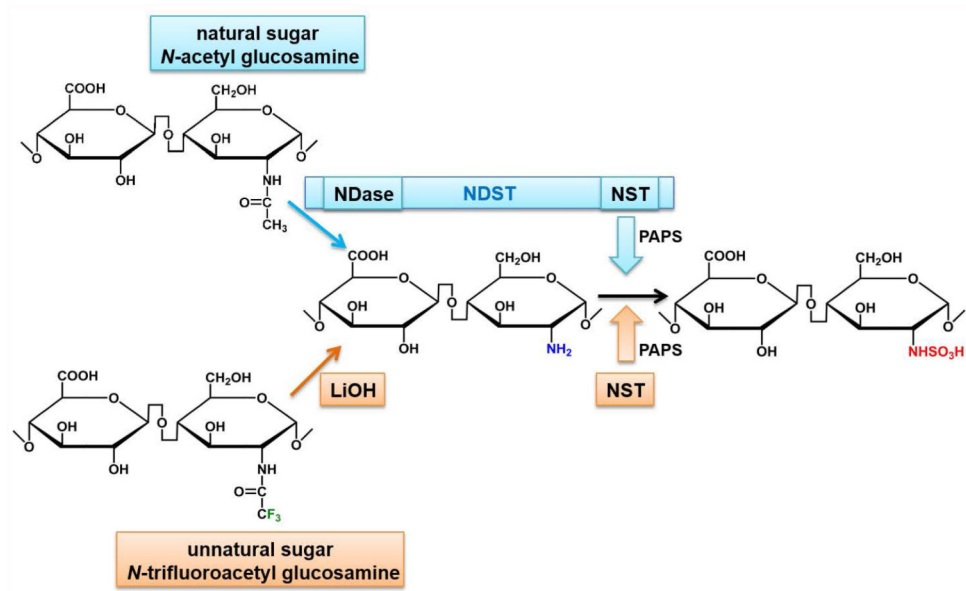 natural sugar
N-acetyl glucosamine
COOH
O
O
OH
OH
O
CH2OH
O
OH
O
NH
O=C
CH3
NDase
NDST
NST
PAPS
COOH
O
O
OH
OH
O
CH2OH
O
OH
O
NH2
PAPS
NST
COOH
O
O
OH
OH
O
CH2OH
O
OH
O
NHSO3H
LiOH
COOH
O
O
OH
OH
O
CH2OH
O
OH
O
NH
O=C
CF3
unnatural sugar
N-trifluoroacetyl glucosamine